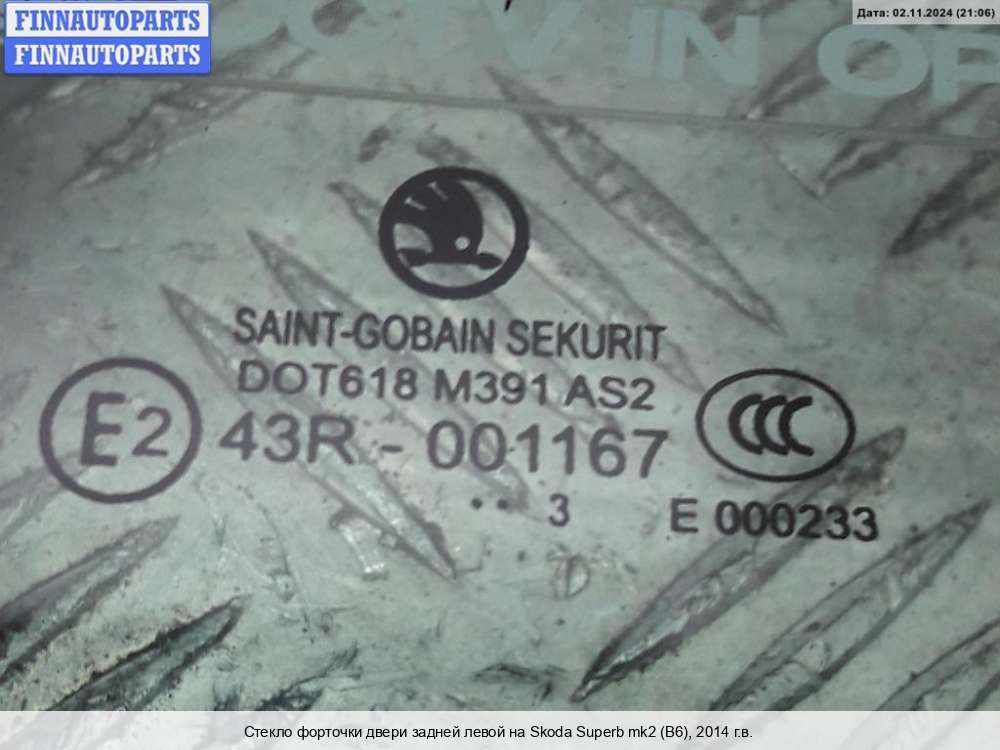 FINNAUTOPARTS
FINNAUTOPARTS
Дата: 02.11.2024 (21:06)
SAINT-GOBAIN SEKURIT
DOT618 M391 AS2
E2
43R - 001167
CCC
.. 3
E 000233
Стекло форточки двери задней левой на Skoda Superb mk2 (B6), 2014 г.в.